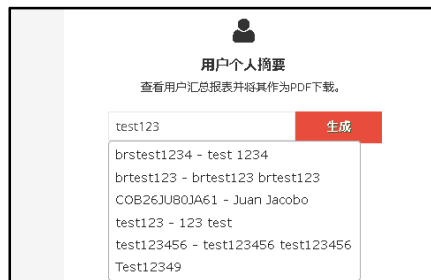 用户个人摘要
查看用户汇总报表并将其作为PDF下载。
test123 生成
brstest1234 - test 1234
brtest123 - brtest123 brtest123
COB26JU80JA61 - Juan Jacobo
test123 - 123 test
test123456 - test123456 test123456
Test12349